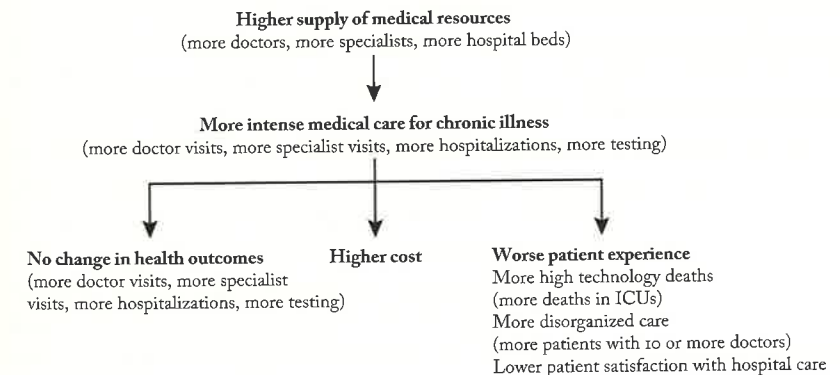 Higher supply of medical resources
(more doctors, more specialists, more hospital beds)
More intense medical care for chronic illness
(more doctor visits, more specialist visits, more hospitalizations, more testing)
No change in health outcomes
(more doctor visits, more specialist
visits, more hospitalizations, more testing)
Higher cost
Worse patient experience
More high technology deaths
(more deaths in ICUs)
More disorganized care
(more patients with 10 or more doctors)
Lower patient satisfaction with hospital care